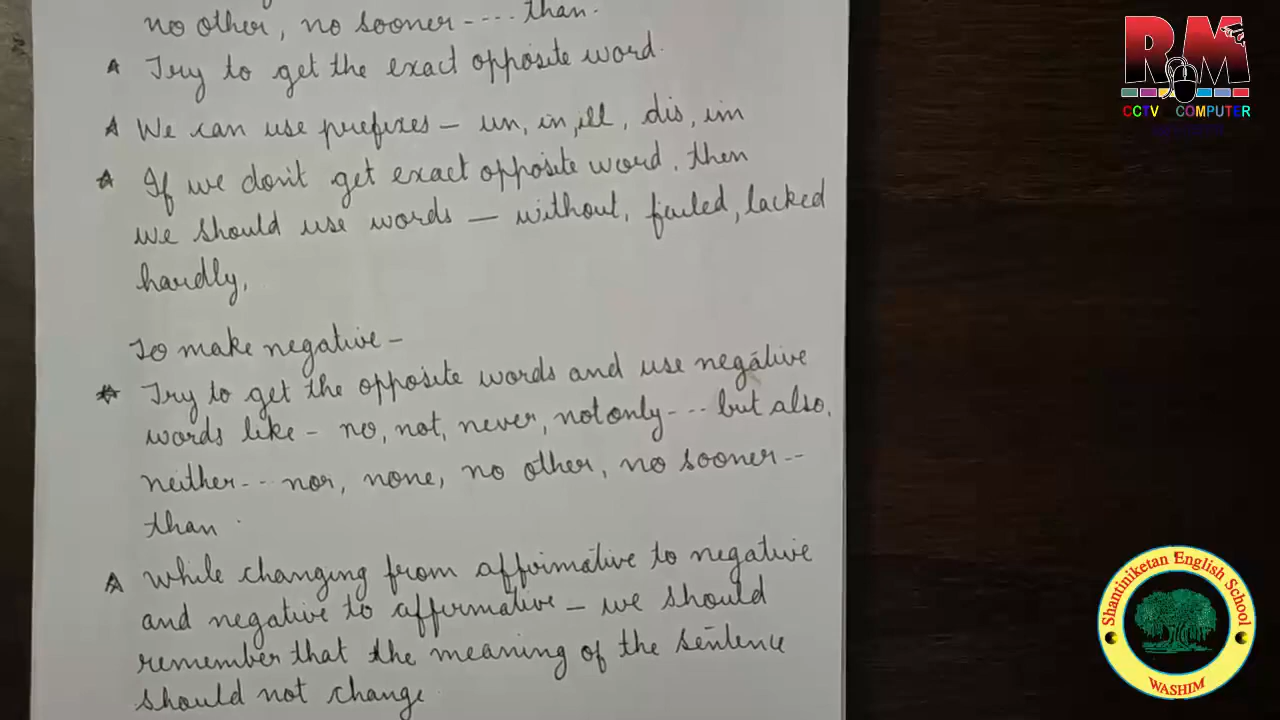 no other, no sooner ---- than.
Try to get the exact opposite word.
We can use prefixes - un, in, ill, dis, im
If we don't get exact opposite word. then
we should use words - without, failed, lacked
hardly,
To make negative -
Try to get the opposite words and use negative
words like - no, not, never, not only --- but also,
neither --- nor, none, no other, no sooner --
than.
While changing from affirmative to negative
and negative to affirmative - we should
remember that the meaning of the sentence
should not change
RM
CCTV COMPUTER
Shantiniketan English School
WASHIM